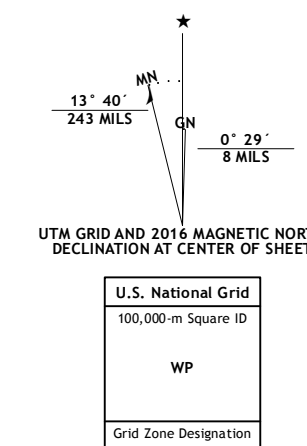 ★
MN
13° 40´
243 MILS
GN
0° 29´
8 MILS
UTM GRID AND 2016 MAGNETIC NORT
DECLINATION AT CENTER OF SHEET
U.S. National Grid
100,000-m Square ID
WP
Grid Zone Designation